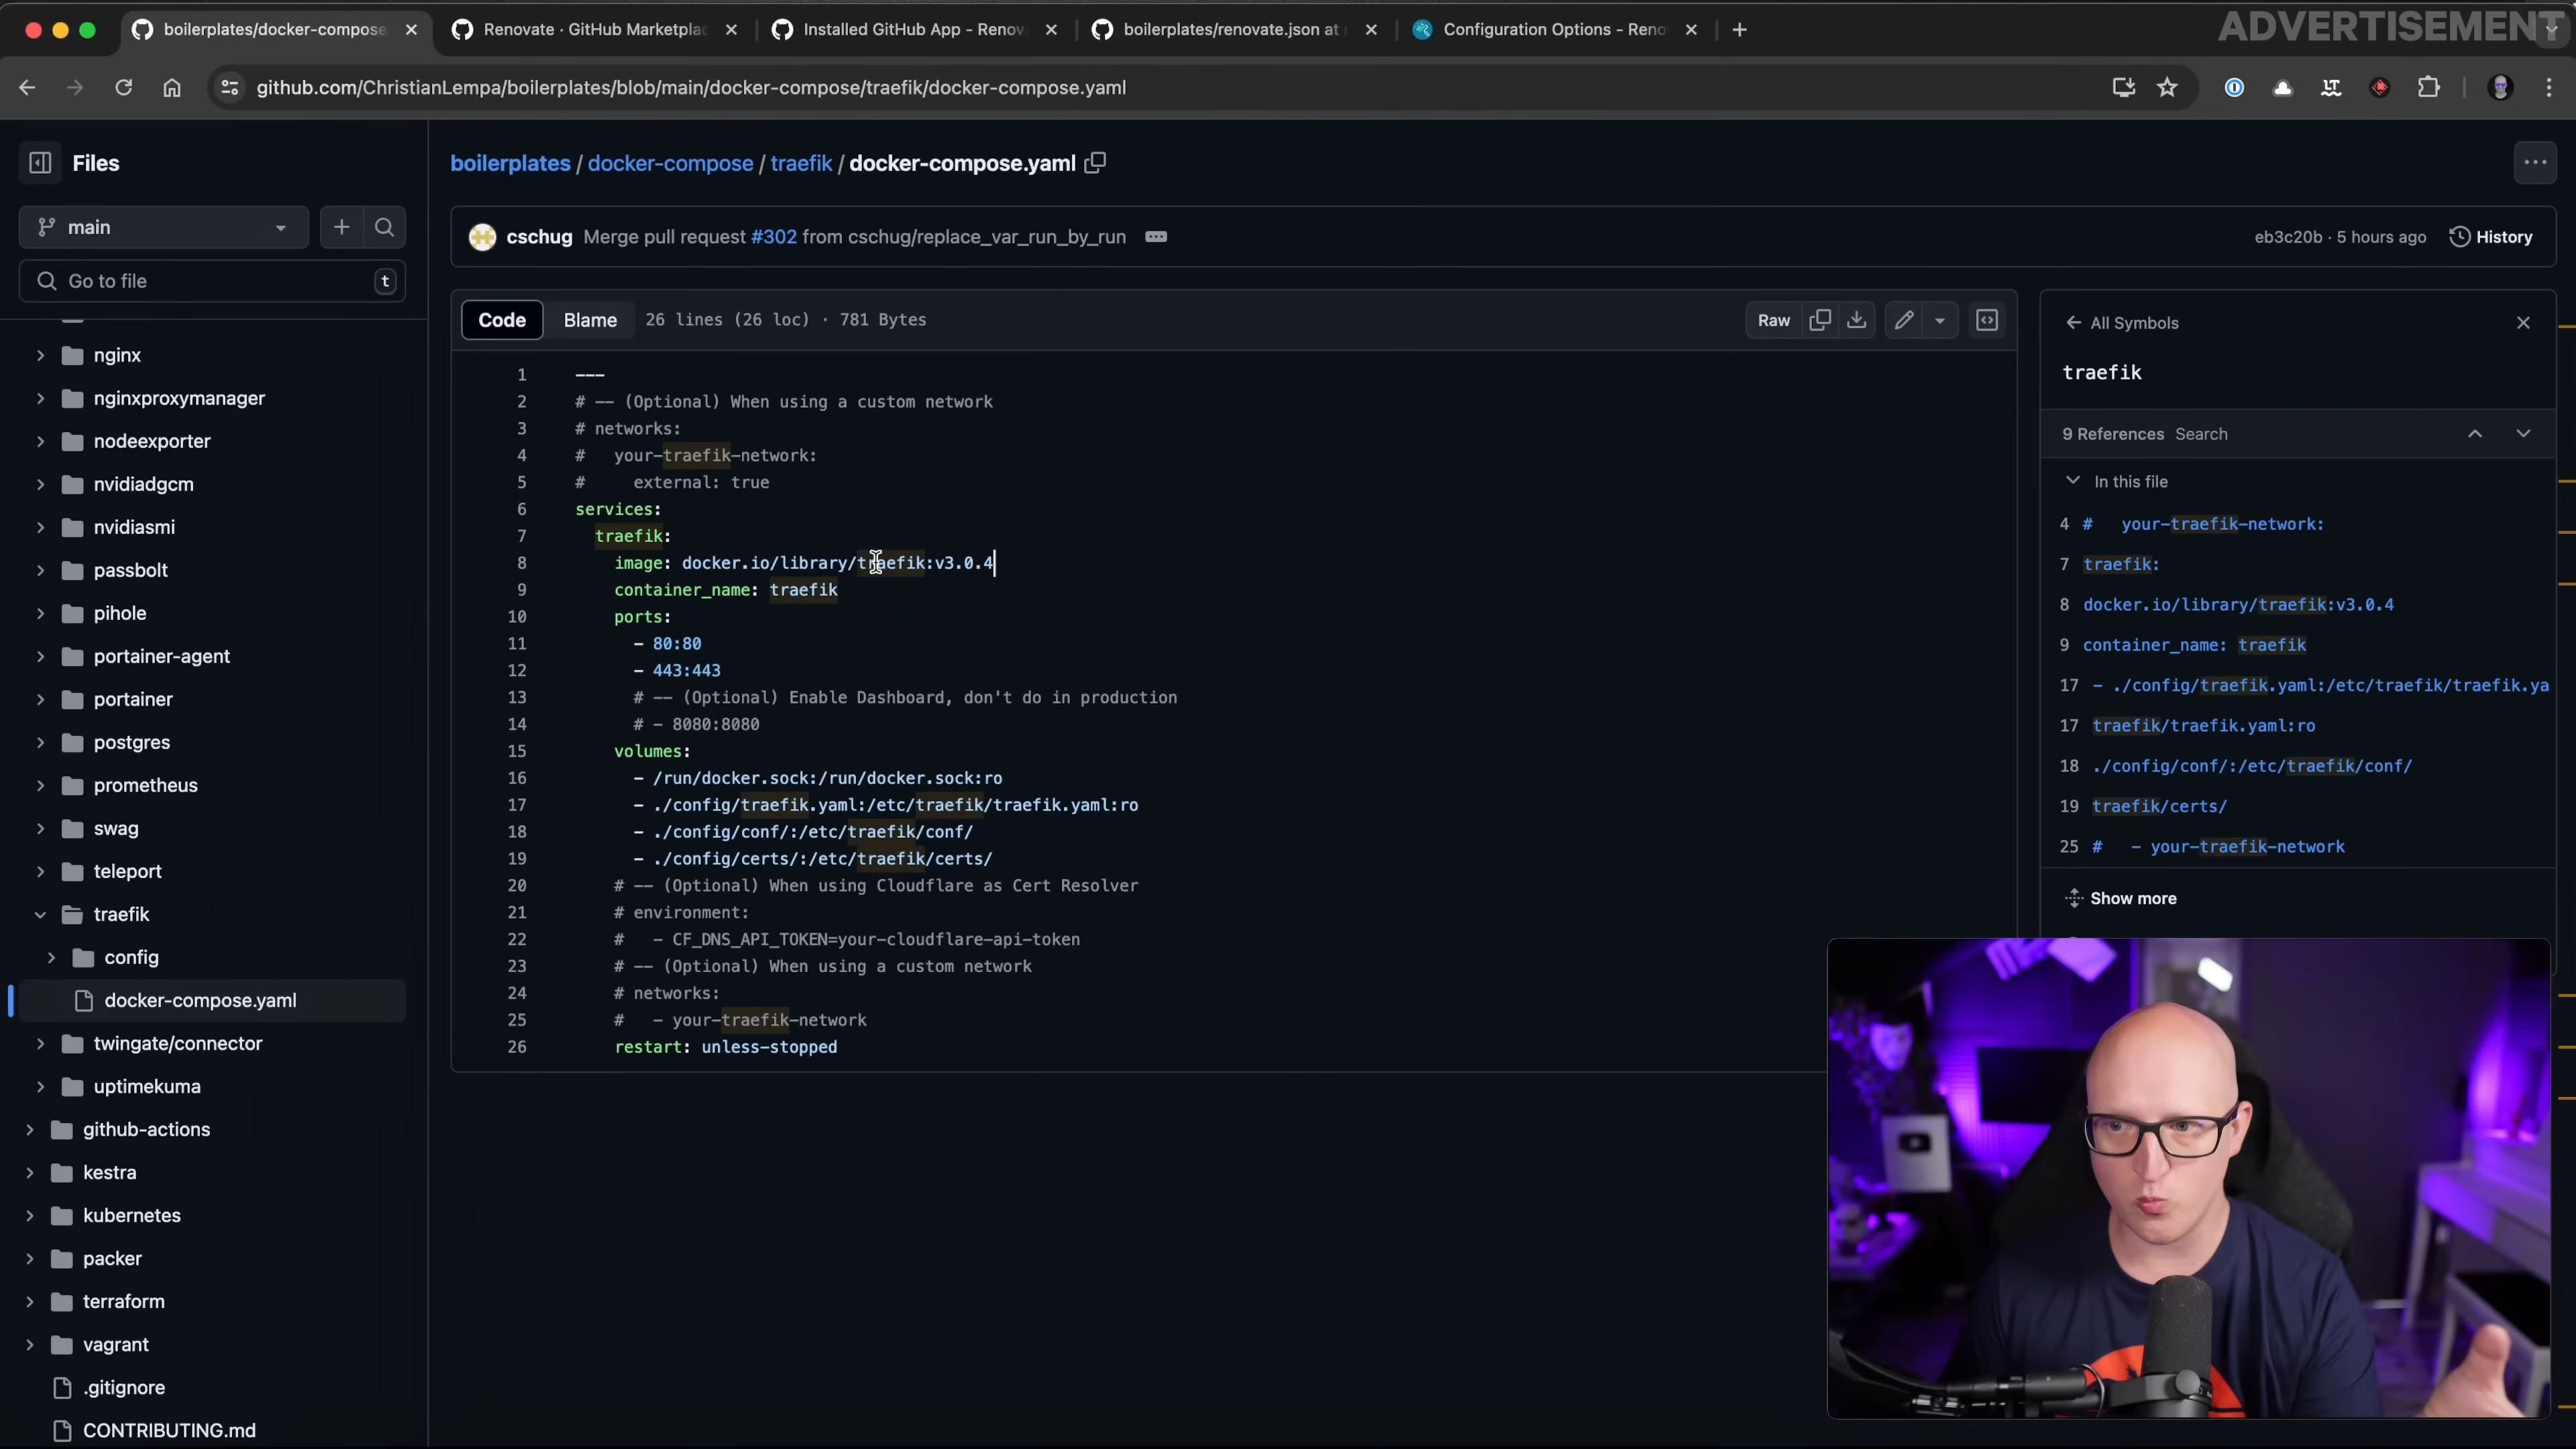 boilerplates/docker-compose
Renovate · GitHub Marketplac
Installed GitHub App - Renov
boilerplates/renovate.json at
Configuration Options - Reno
ADVERTISEMENT
github.com/ChristianLempa/boilerplates/blob/main/docker-compose/traefik/docker-compose.yaml
Files
main
Go to file
t
nginx
nginxproxymanager
nodeexporter
nvidiadgcm
nvidiasmi
passbolt
pihole
portainer-agent
portainer
postgres
prometheus
swag
teleport
traefik
config
docker-compose.yaml
twingate/connector
uptimekuma
github-actions
kestra
kubernetes
packer
terraform
vagrant
.gitignore
CONTRIBUTING.md
boilerplates / docker-compose / traefik / docker-compose.yaml
cschug Merge pull request #302 from cschug/replace_var_run_by_run
eb3c20b · 5 hours ago
History
Code
Blame
26 lines (26 loc) · 781 Bytes
Raw
1 ---
2 # -- (Optional) When using a custom network
3 # networks:
4 #   your-traefik-network:
5 #     external: true
6 services:
7   traefik:
8     image: docker.io/library/traefik:v3.0.4
9     container_name: traefik
10     ports:
11       - 80:80
12       - 443:443
13       # -- (Optional) Enable Dashboard, don't do in production
14       # - 8080:8080
15     volumes:
16       - /run/docker.sock:/run/docker.sock:ro
17       - ./config/traefik.yaml:/etc/traefik/traefik.yaml:ro
18       - ./config/conf/:/etc/traefik/conf/
19       - ./config/certs/:/etc/traefik/certs/
20     # -- (Optional) When using Cloudflare as Cert Resolver
21     # environment:
22     #   - CF_DNS_API_TOKEN=your-cloudflare-api-token
23     # -- (Optional) When using a custom network
24     # networks:
25     #   - your-traefik-network
26     restart: unless-stopped
All Symbols
traefik
9 References Search
In this file
4 #   your-traefik-network:
7 traefik:
8 docker.io/library/traefik:v3.0.4
9 container_name: traefik
17 - ./config/traefik.yaml:/etc/traefik/traefik.ya
17 traefik/traefik.yaml:ro
18 ./config/conf/:/etc/traefik/conf/
19 traefik/certs/
25 #   - your-traefik-network
Show more